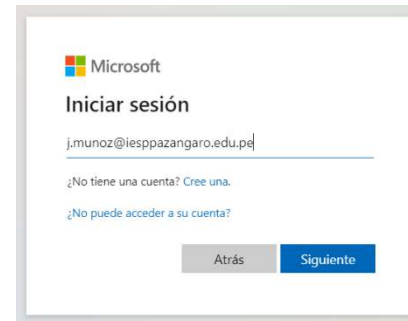 Microsoft
Iniciar sesión
j.munoz@iesppazangaro.edu.pe
¿No tiene una cuenta? Cree una.
¿No puede acceder a su cuenta?
Atrás Siguiente